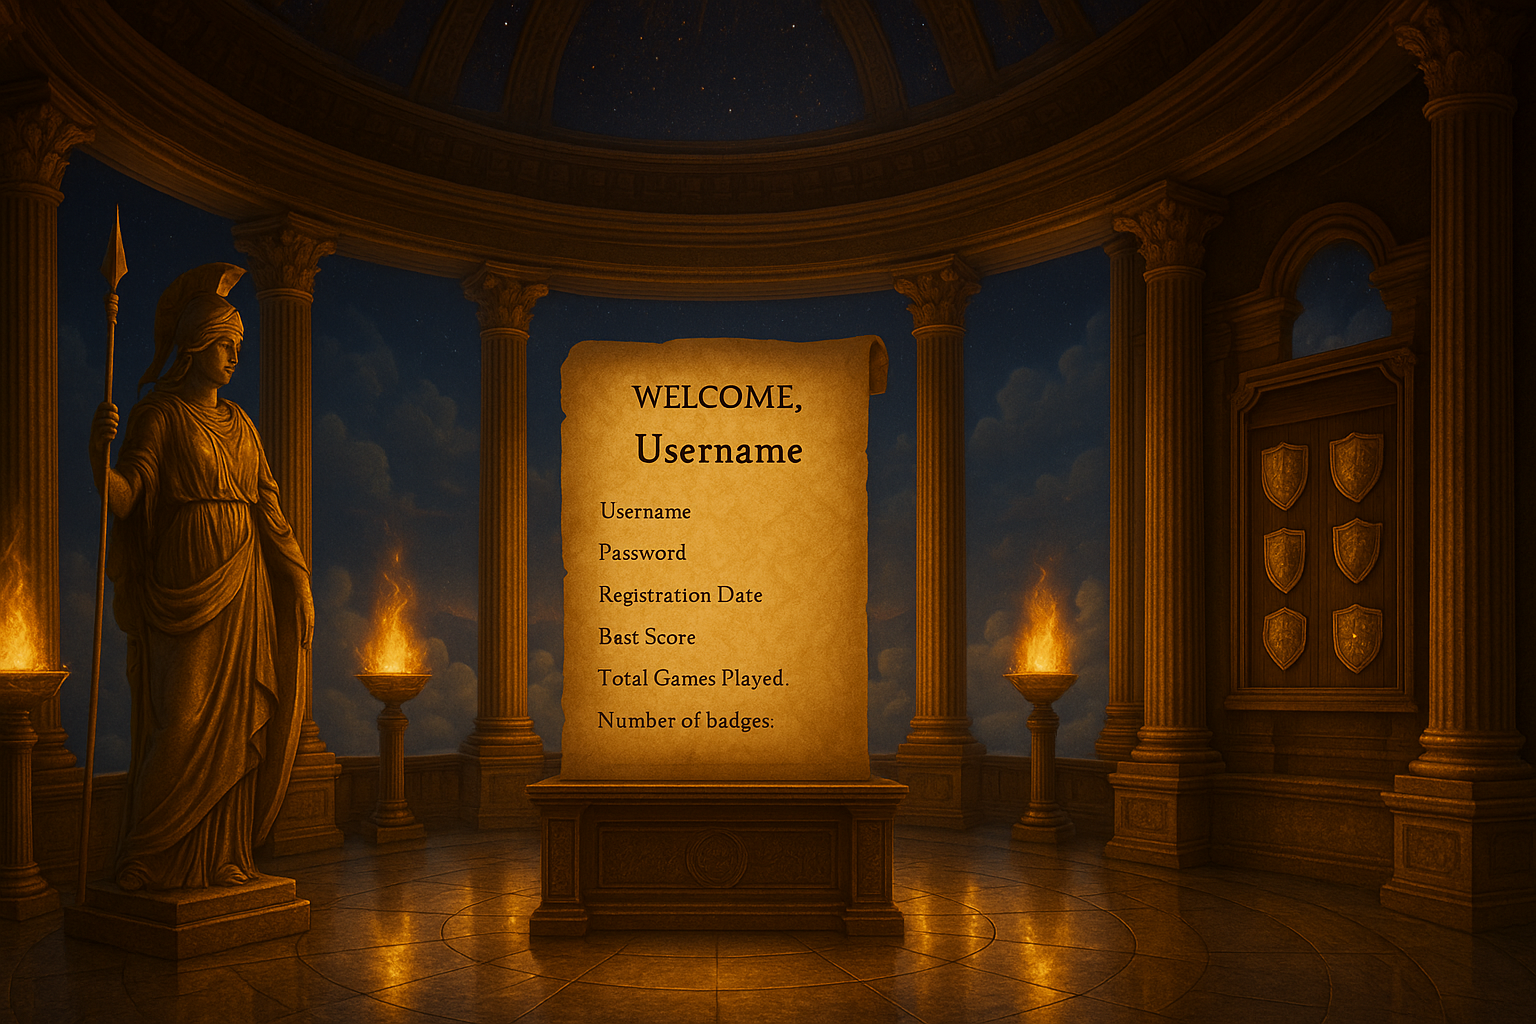 WELCOME,
Username
Username
Password
Registration Date
Bast Score
Total Games Played.
Number of badges: